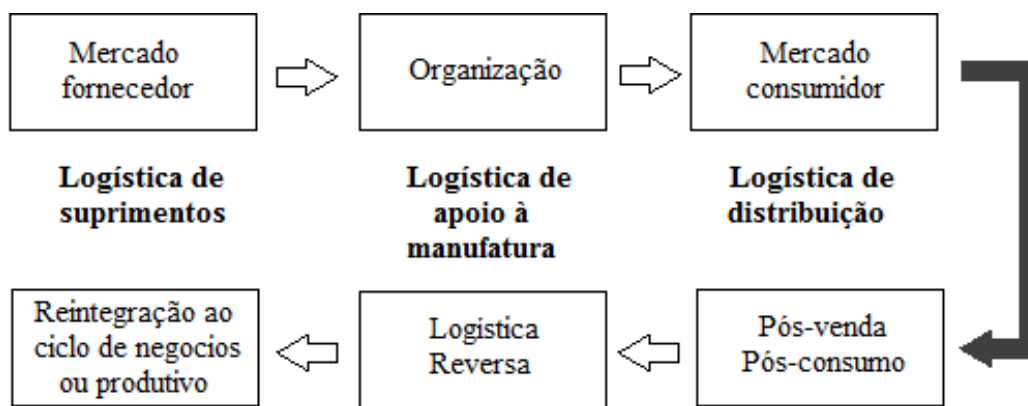 Mercado
fornecedor
Organização
Mercado
consumidor
Logística de
suprimentos
Logística de
apoio à
manufatura
Logística de
distribuição
Reintegração ao
ciclo de negocios
ou produtivo
Logística
Reversa
Pós-venda
Pós-consumo